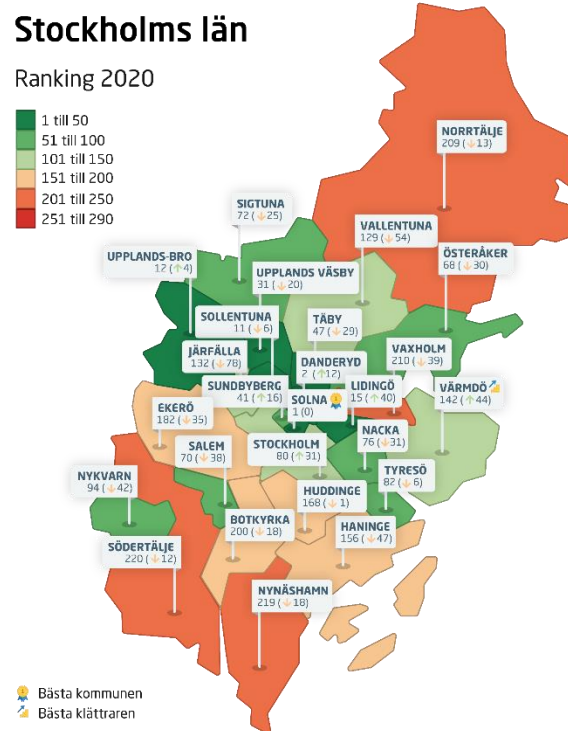 Stockholms län
Ranking 2020
1 till 50
51 till 100
101 till 150
151 till 200
201 till 250
251 till 290
NORRTÄLJE
209 (↓13)
SIGTUNA
72 (↓25)
VALLENTUNA
129 (↓54)
ÖSTERÅKER
68 (↓30)
UPPLANDS-BRO
12 (↑4)
UPPLANDS VÄSBY
31 (↓20)
SOLLENTUNA
11 (↓6)
TÄBY
47 (↓29)
JÄRFÄLLA
132 (↓78)
DANDERYD
2 (↑12)
VAXHOLM
210 (↓39)
SUNDBYBERG
41 (↑16)
SOLNA
1 (0)
LIDINGÖ
15 (↑40)
VÄRMDÖ
142 (↑44)
EKERÖ
182 (↓35)
SALEM
70 (↓38)
STOCKHOLM
80 (↑31)
NACKA
76 (↓31)
TYRESÖ
82 (↓6)
NYKVARN
94 (↓42)
HUDDINGE
168 (↓1)
BOTKYRKA
200 (↓18)
HANINGE
156 (↓47)
SÖDERTÄLJE
220 (↓12)
NYNÄSHAMN
219 (↓18)
Bästa kommunen
Bästa klättraren